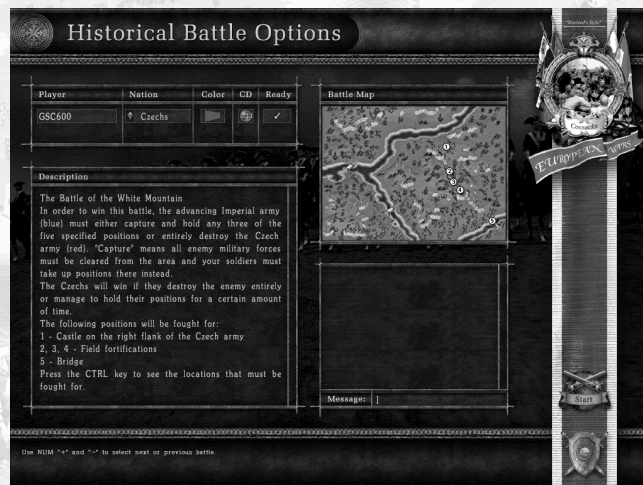 Historical Battle Options
"Warlord's Style"
Player Nation Color CD Ready
GSC600 Czechs
Battle Map
1
2
3
4
5
Cossacks
EUROPEAN WARS
Description
The Battle of the White Mountain
In order to win this battle, the advancing Imperial army
(blue) must either capture and hold any three of the
five specified positions or entirely destroy the Czech
army (red). "Capture" means all enemy military forces
must be cleared from the area and your soldiers must
take up positions there instead.
The Czechs will win if they destroy the enemy entirely
or manage to hold their positions for a certain amount
of time.
The following positions will be fought for:
1 - Castle on the right flank of the Czech army
2, 3, 4 - Field fortifications
5 - Bridge
Press the CTRL key to see the locations that must be
fought for.
Message:
Start
Use NUM "+" and "-" to select next or previous battle.